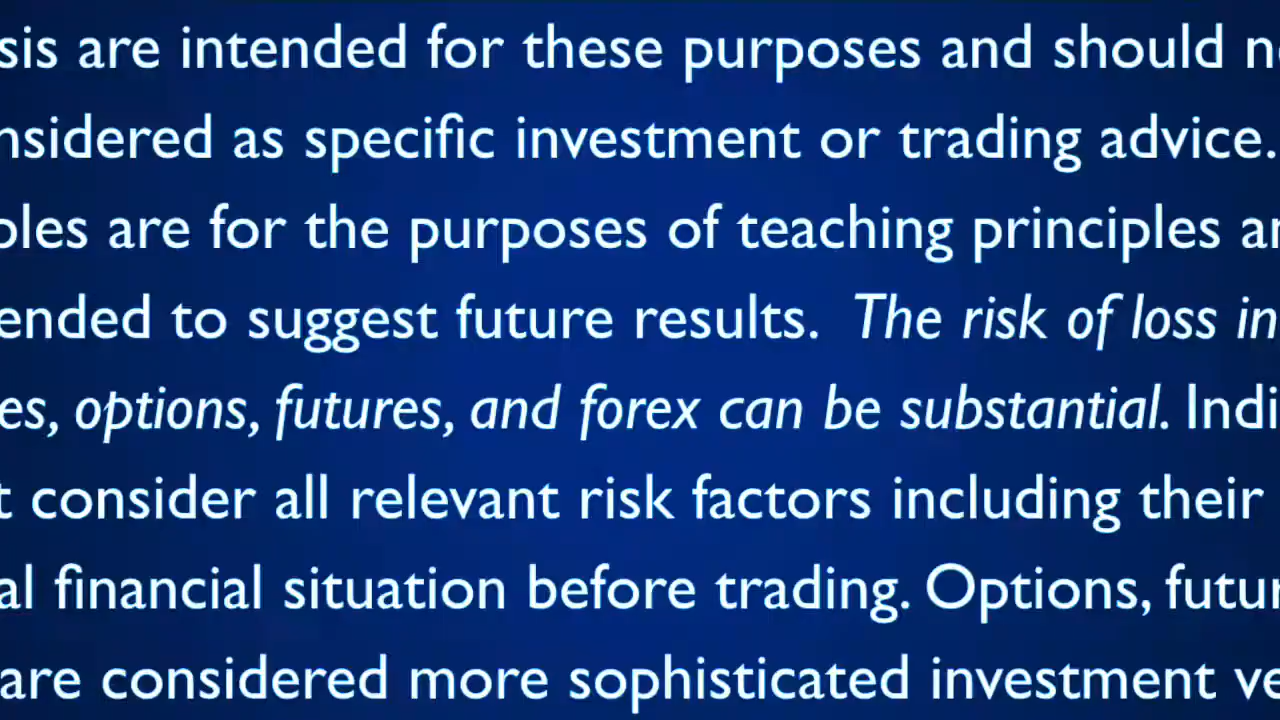 sis are intended for these purposes and should n
nsidered as specific investment or trading advice.
ples are for the purposes of teaching principles an
ended to suggest future results. The risk of loss in
es, options, futures, and forex can be substantial. Indi
t consider all relevant risk factors including their
al financial situation before trading. Options, futur
are considered more sophisticated investment ve